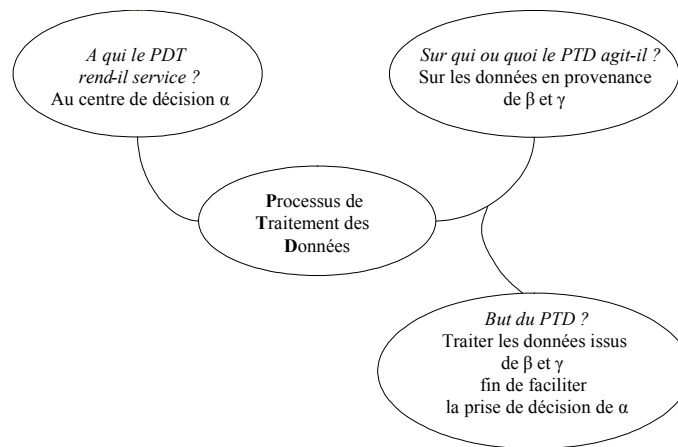 A qui le PDT
rend-il service ?
Au centre de décision α
Sur qui ou quoi le PTD agit-il ?
Sur les données en provenance
de β et γ
Processus de
Traitement des
Données
But du PTD ?
Traiter les données issus
de β et γ
fin de faciliter
la prise de décision de α